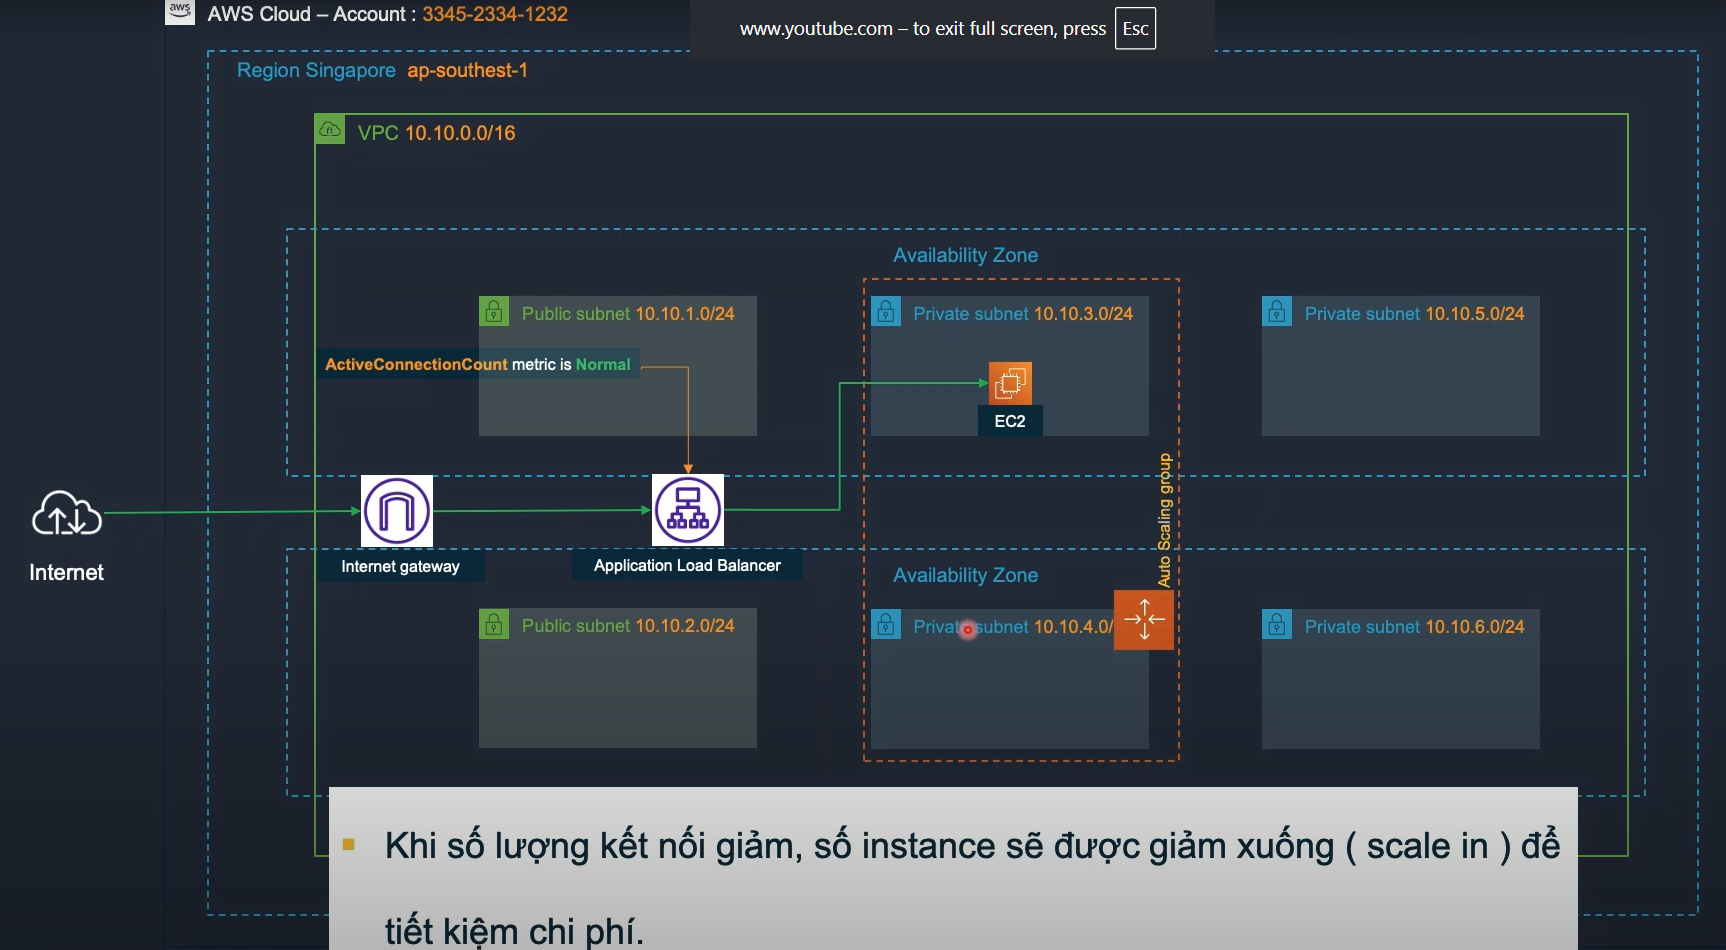 aws
AWS Cloud – Account : 3345-2334-1232
www.youtube.com – to exit full screen, press Esc
Region Singapore ap-southest-1
VPC 10.10.0.0/16
Availability Zone
Public subnet 10.10.1.0/24
Private subnet 10.10.3.0/24
Private subnet 10.10.5.0/24
ActiveConnectionCount metric is Normal
EC2
Auto Scaling group
Internet
Internet gateway
Application Load Balancer
Availability Zone
Public subnet 10.10.2.0/24
Private subnet 10.10.4.0/
Private subnet 10.10.6.0/24
Khi số lượng kết nối giảm, số instance sẽ được giảm xuống ( scale in ) để
tiết kiệm chi phí.